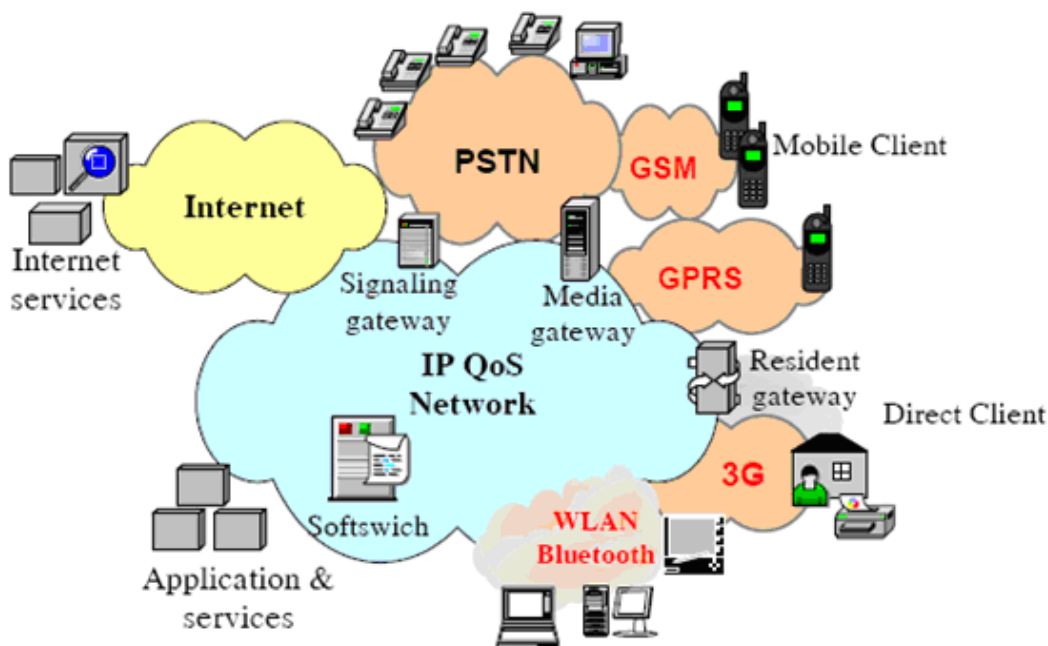 PSTN
GSM
Mobile Client
Internet
Internet
services
Signaling
gateway
Media
gateway
GPRS
IP QoS
Network
Resident
gateway
Direct Client
3G
Softswich
WLAN
Bluetooth
Application &
services